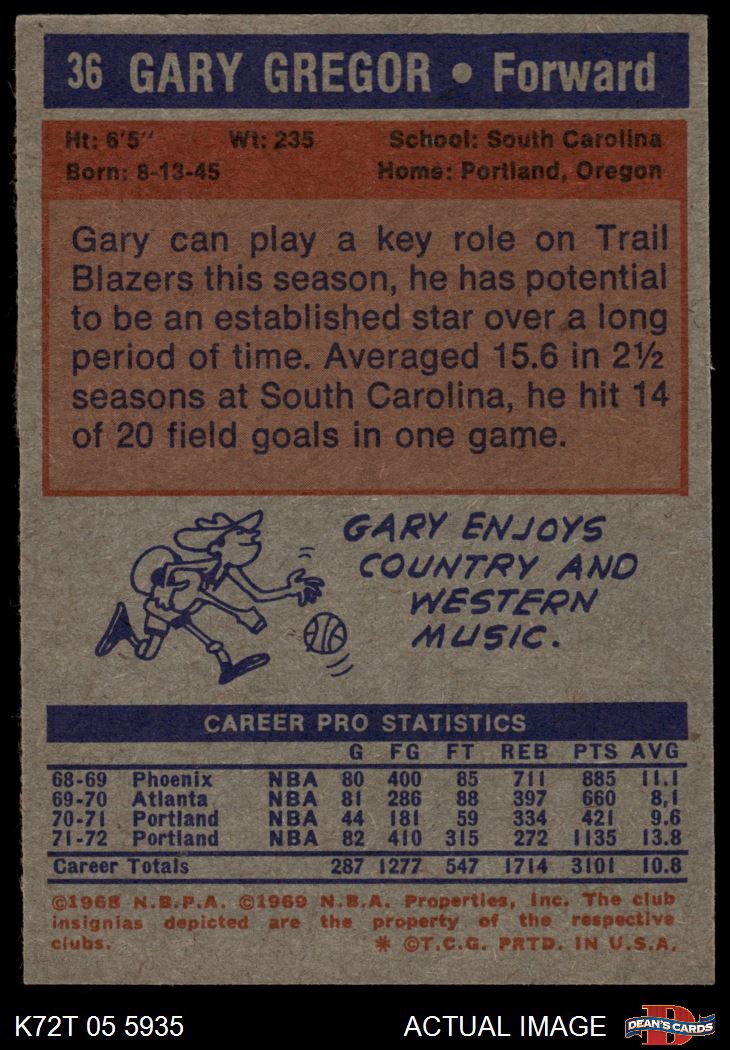 36 GARY GREGOR • Forward
Ht: 6'5" Wt: 235 School: South Carolina
Born: 8-13-45 Home: Portland, Oregon
Gary can play a key role on Trail
Blazers this season, he has potential
to be an established star over a long
period of time. Averaged 15.6 in 2½
seasons at South Carolina, he hit 14
of 20 field goals in one game.
GARY ENJOYS
COUNTRY AND
WESTERN
MUSIC.
CAREER PRO STATISTICS
G FG FT REB PTS AVG
68-69 Phoenix NBA 80 400 85 711 885 11.1
69-70 Atlanta NBA 81 286 88 397 660 8.1
70-71 Portland NBA 44 181 59 334 421 9.6
71-72 Portland NBA 82 410 315 272 1135 13.8
Career Totals 287 1277 547 1714 3101 10.8
©1968 N.B.P.A. ©1969 N.B.A. Properties, Inc. The club
insignias depicted are the property of the respective
clubs. * ©T.C.G. PRTD. IN U.S.A.
K72T 05 5935 ACTUAL IMAGE D DEAN'S CARDS